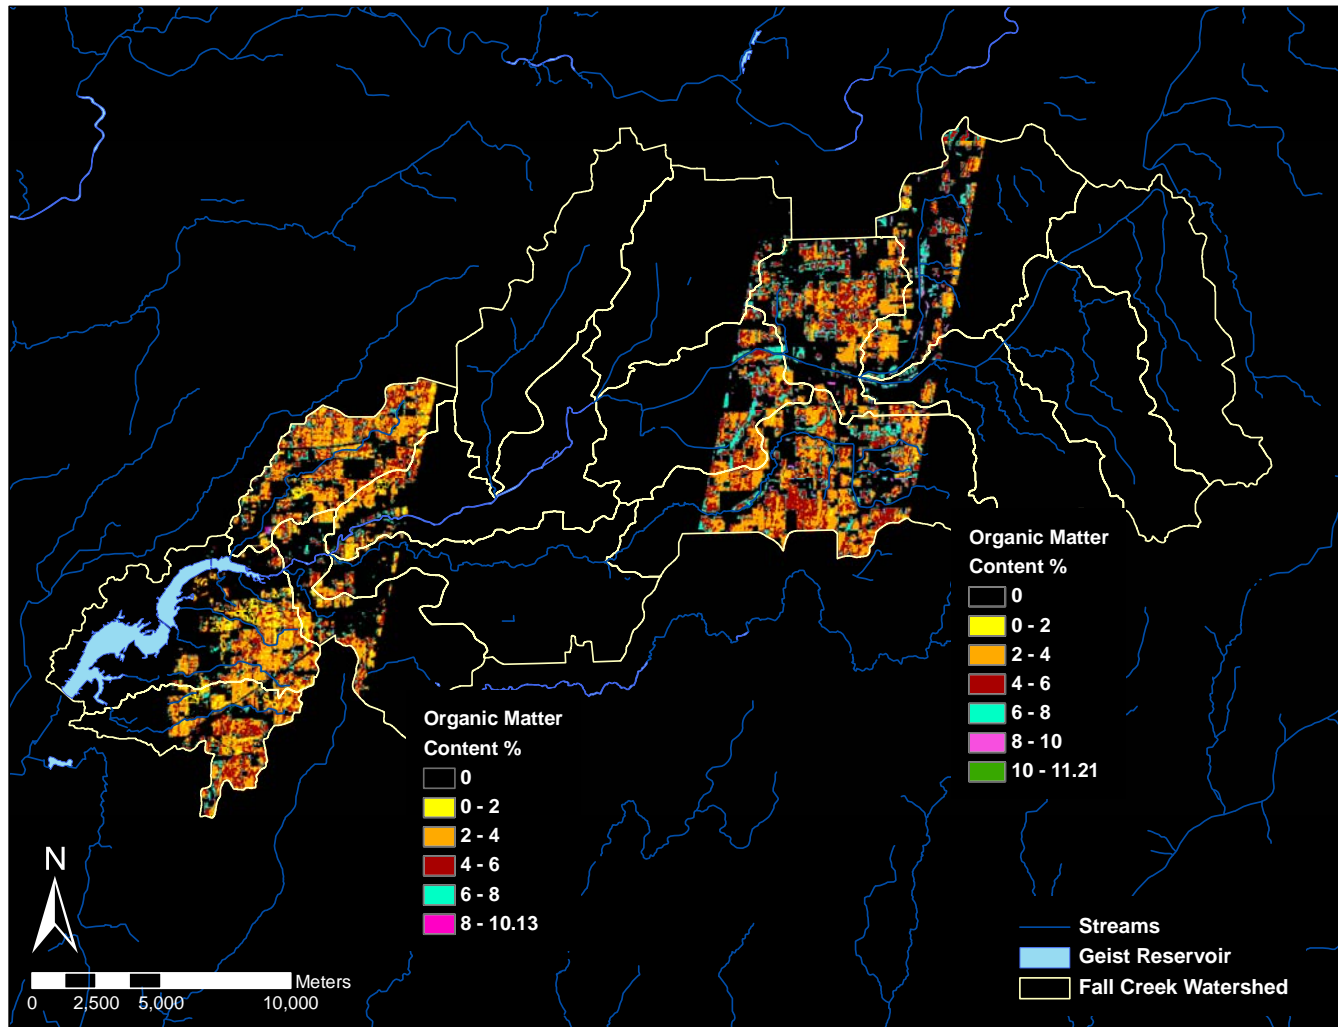 Organic Matter
Content %
0
0 - 2
2 - 4
4 - 6
6 - 8
8 - 10
10 - 11.21
Organic Matter
Content %
0
0 - 2
2 - 4
4 - 6
6 - 8
8 - 10.13
N
Meters
0 2,500 5,000 10,000
Streams
Geist Reservoir
Fall Creek Watershed